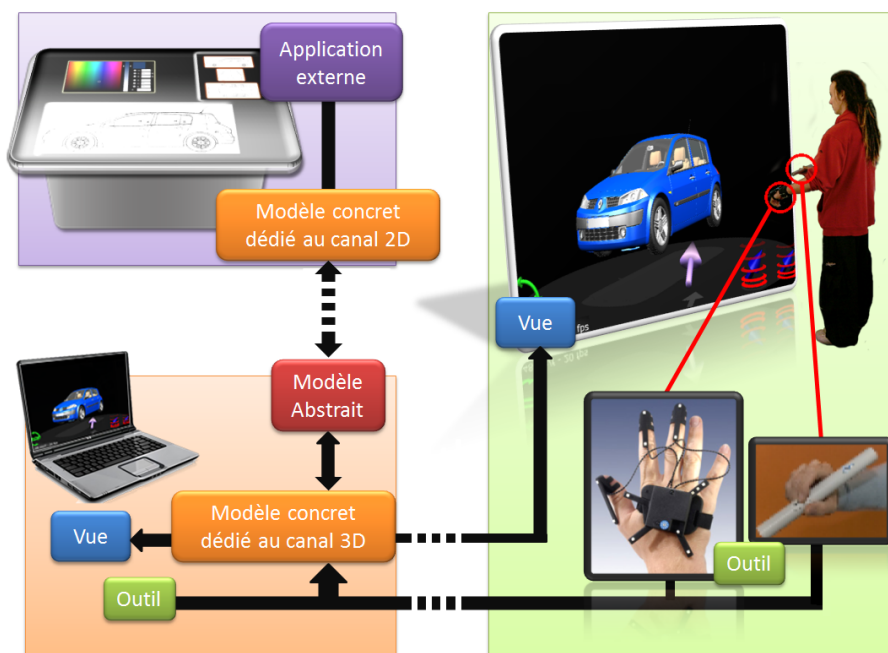 Application
externe
Modèle concret
dédié au canal 2D
Vue
fps
Modèle
Abstrait
Modèle concret
dédié au canal 3D
Vue
Outil
Outil